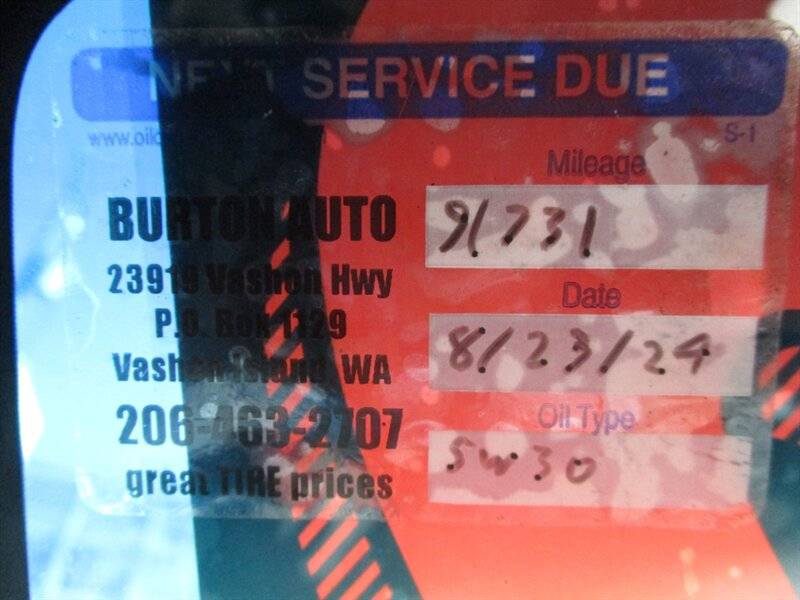 NEXT SERVICE DUE
S-1
BURTON AUTO
23919 Vashon Hwy
P.O. Box 1129
Vashon Island, WA
206-463-2707
great TIRE prices
Mileage
91731
Date
8/23/24
Oil Type
5w30